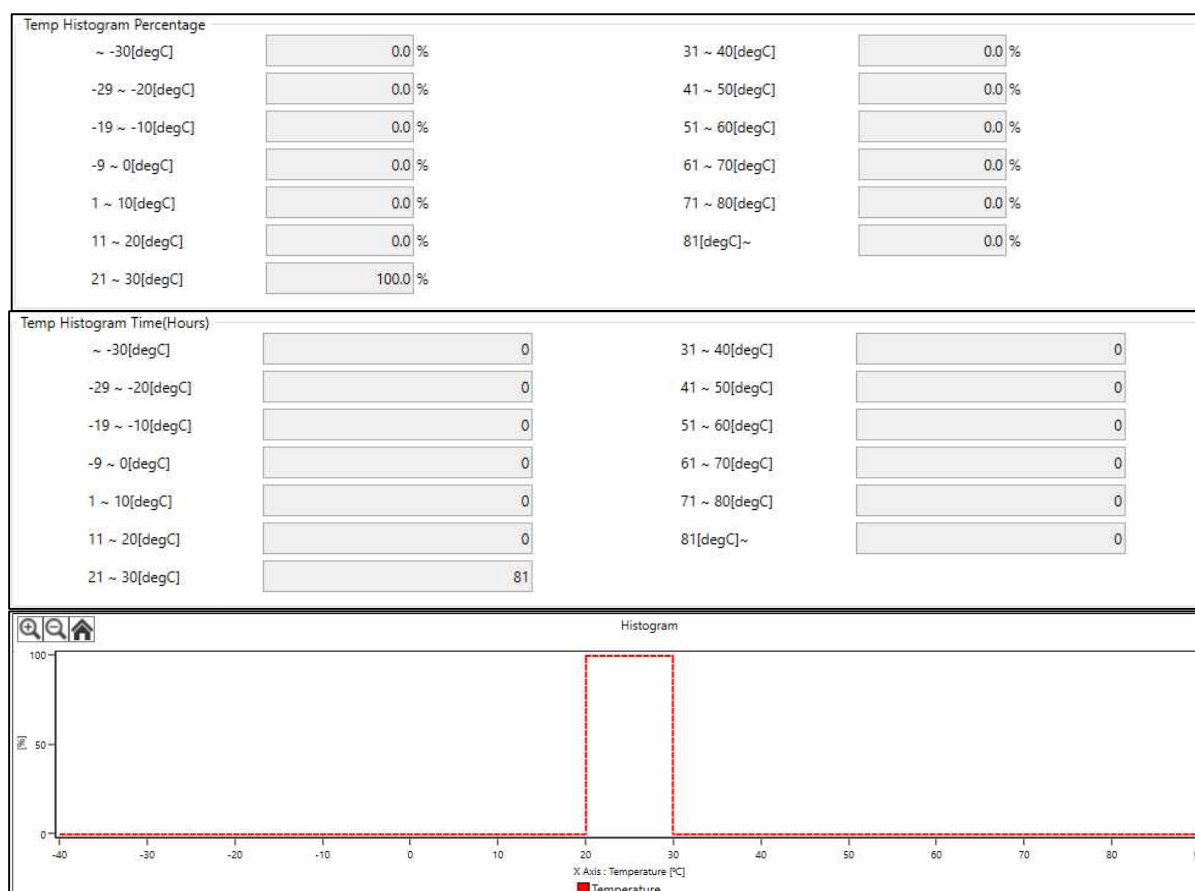 Temp Histogram Percentage
~ -30[degC] 0.0 % 31 ~ 40[degC] 0.0 %
-29 ~ -20[degC] 0.0 % 41 ~ 50[degC] 0.0 %
-19 ~ -10[degC] 0.0 % 51 ~ 60[degC] 0.0 %
-9 ~ 0[degC] 0.0 % 61 ~ 70[degC] 0.0 %
1 ~ 10[degC] 0.0 % 71 ~ 80[degC] 0.0 %
11 ~ 20[degC] 0.0 % 81[degC]~ 0.0 %
21 ~ 30[degC] 100.0 %
Temp Histogram Time(Hours)
~ -30[degC] 0 31 ~ 40[degC] 0
-29 ~ -20[degC] 0 41 ~ 50[degC] 0
-19 ~ -10[degC] 0 51 ~ 60[degC] 0
-9 ~ 0[degC] 0 61 ~ 70[degC] 0
1 ~ 10[degC] 0 71 ~ 80[degC] 0
11 ~ 20[degC] 0 81[degC]~ 0
21 ~ 30[degC] 81
Histogram
100
[%]
50
0
-40 -30 -20 -10 0 10 20 30 40 50 60 70 80
X Axis : Temperature [ºC]
Temperature